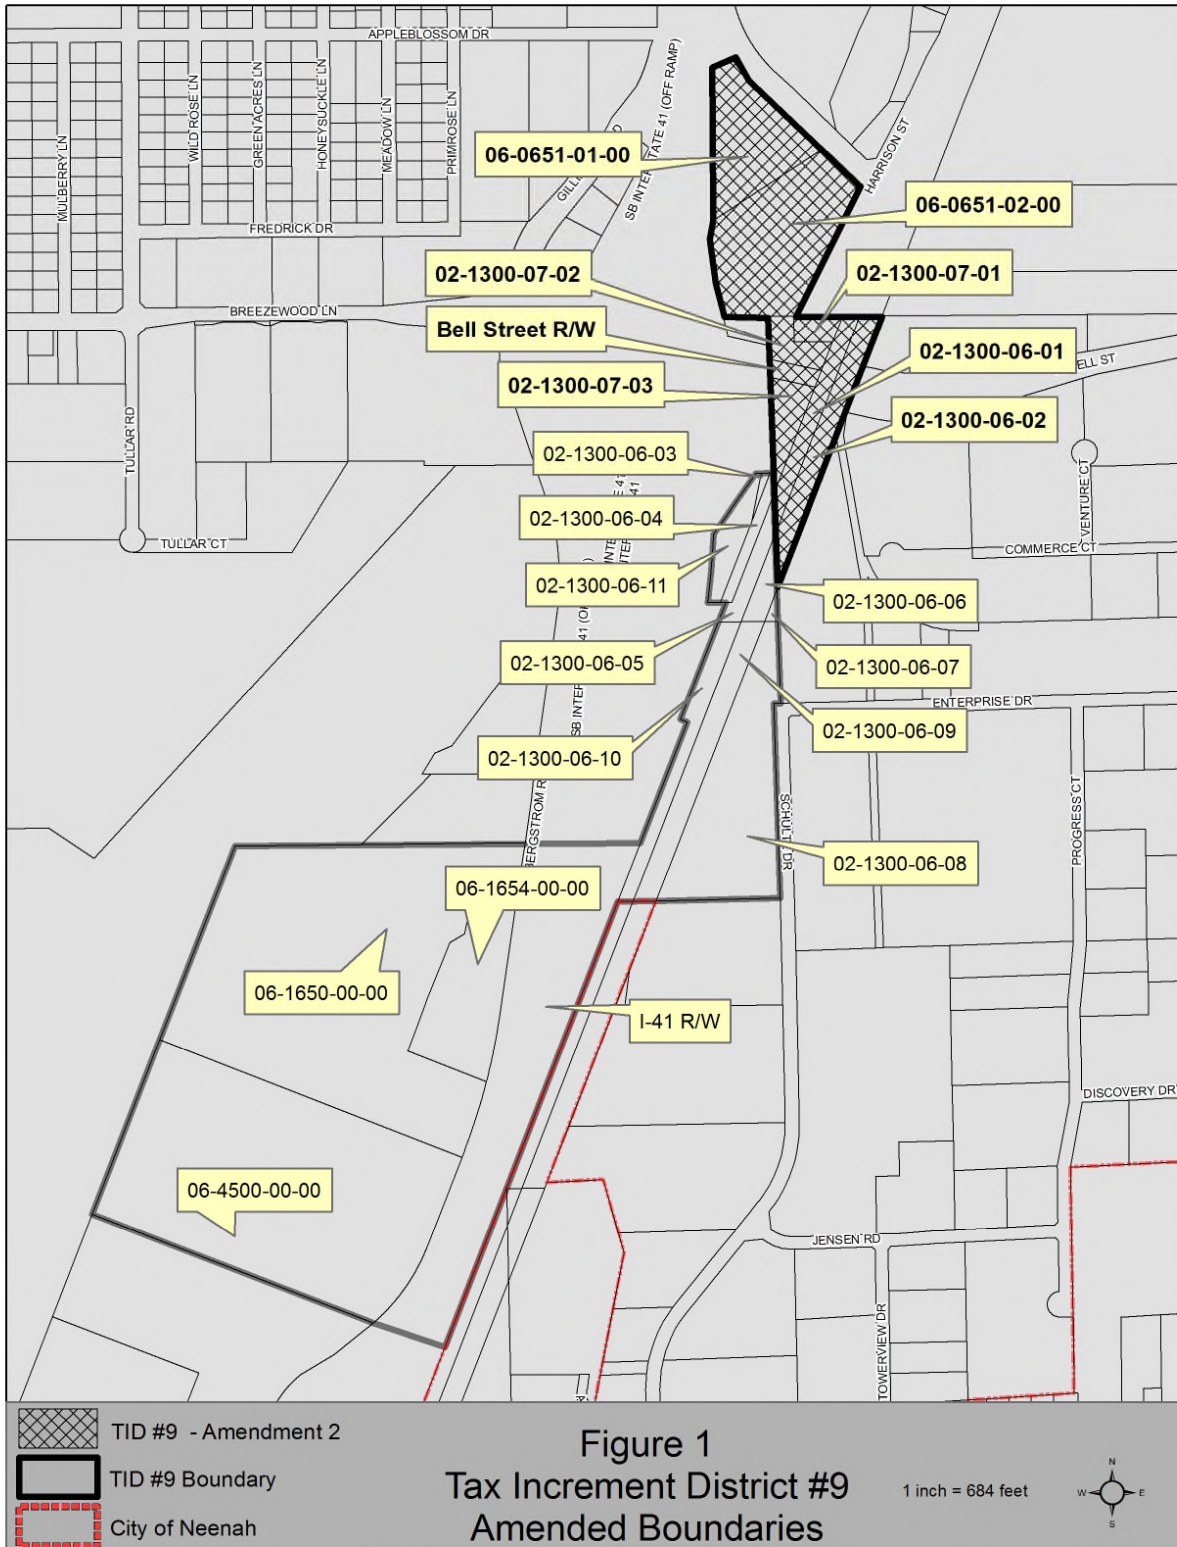 APPLEBLOSSOM DR
MULBERRY LN
WILD ROSE LN
GREEN ACRES LN
HONEYSUCKLE LN
MEADOW LN
PRIMROSE LN
SB INTERSTATE 41 (OFF RAMP)
HARRISON ST
06-0651-01-00
06-0651-02-00
FREDRICK DR
02-1300-07-02
02-1300-07-01
BREEZEWOOD LN
Bell Street R/W
02-1300-06-01
ELL ST
02-1300-07-03
02-1300-06-02
TULLAR RD
02-1300-06-03
VENTURE CT
02-1300-06-04
TULLAR CT
COMMERCE CT
02-1300-06-11
02-1300-06-06
02-1300-06-05
02-1300-06-07
ENTERPRISE DR
02-1300-06-09
02-1300-06-10
PROGRESS CT
02-1300-06-08
06-1654-00-00
06-1650-00-00
I-41 R/W
DISCOVERY DR
06-4500-00-00
JENSEN RD
TOWERVIEW DR
TID #9 - Amendment 2
TID #9 Boundary
City of Neenah
Figure 1
Tax Increment District #9
Amended Boundaries
1 inch = 684 feet
N
W
E
S